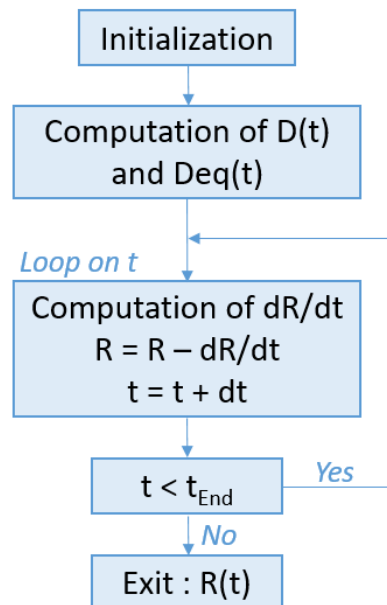 Initialization
Computation of D(t)
and Deq(t)
Loop on t
Computation of dR/dt
R = R – dR/dt
t = t + dt
t < tEnd
Yes
No
Exit : R(t)